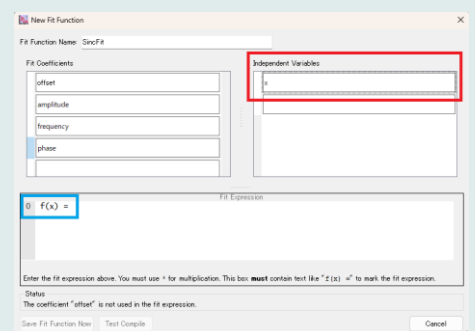 New Fit Function
Fit Function Name: SincFit
Fit Coefficients
Independent Variables
offset
x
amplitude
frequency
phase
Fit Expression
0 f(x) =
Enter the fit expression above. You must use * for multiplication. This box must contain text like "f(x) =" to mark the fit expression.
Status
The coefficient "offset" is not used in the fit expression.
Save Fit Function Now
Test Compile
Cancel